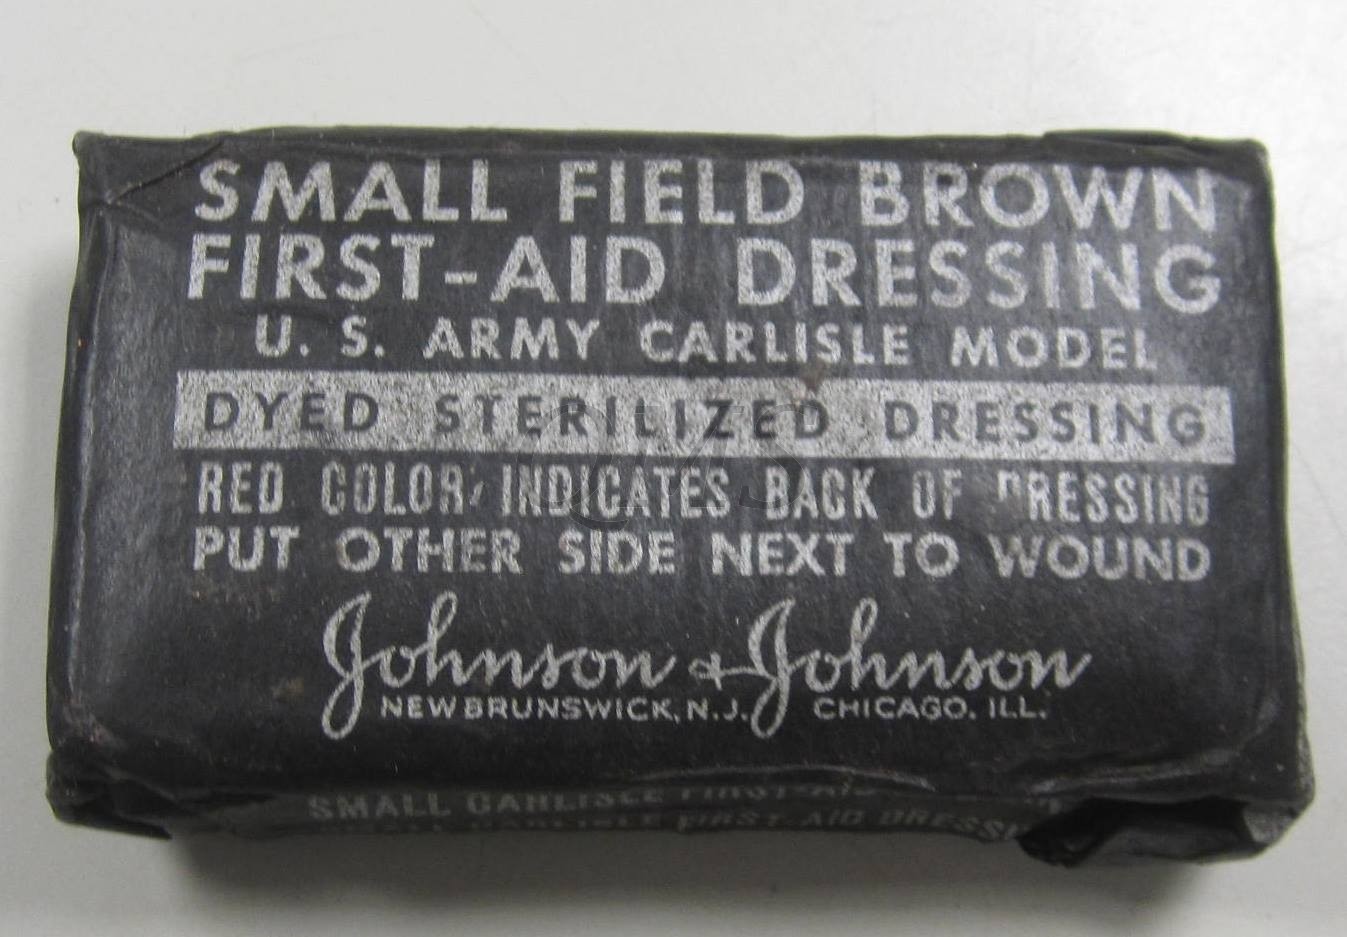 SMALL FIELD BROWN
FIRST-AID DRESSING
U. S. ARMY CARLISLE MODEL
DYED STERILIZED DRESSING
RED COLOR INDICATES BACK OF DRESSING
PUT OTHER SIDE NEXT TO WOUND
Johnson & Johnson
NEW BRUNSWICK, N.J. CHICAGO. ILL.
SMALL CARLISLE FIRST-AID